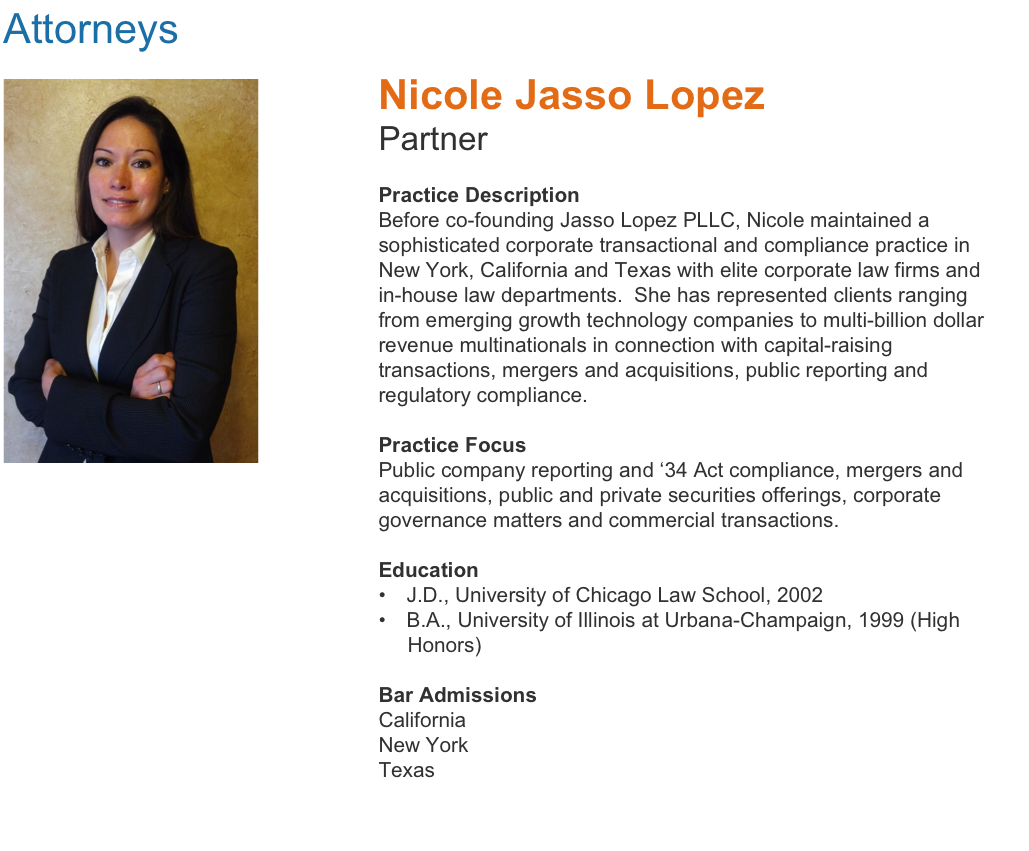 Attorneys
Nicole Jasso Lopez
Partner
Practice Description
Before co-founding Jasso Lopez PLLC, Nicole maintained a
sophisticated corporate transactional and compliance practice in
New York, California and Texas with elite corporate law firms and
in-house law departments.  She has represented clients ranging
from emerging growth technology companies to multi-billion dollar
revenue multinationals in connection with capital-raising
transactions, mergers and acquisitions, public reporting and
regulatory compliance.
Practice Focus
Public company reporting and ‘34 Act compliance, mergers and
acquisitions, public and private securities offerings, corporate
governance matters and commercial transactions.
Education
• J.D., University of Chicago Law School, 2002
• B.A., University of Illinois at Urbana-Champaign, 1999 (High
Honors)
Bar Admissions
California
New York
Texas